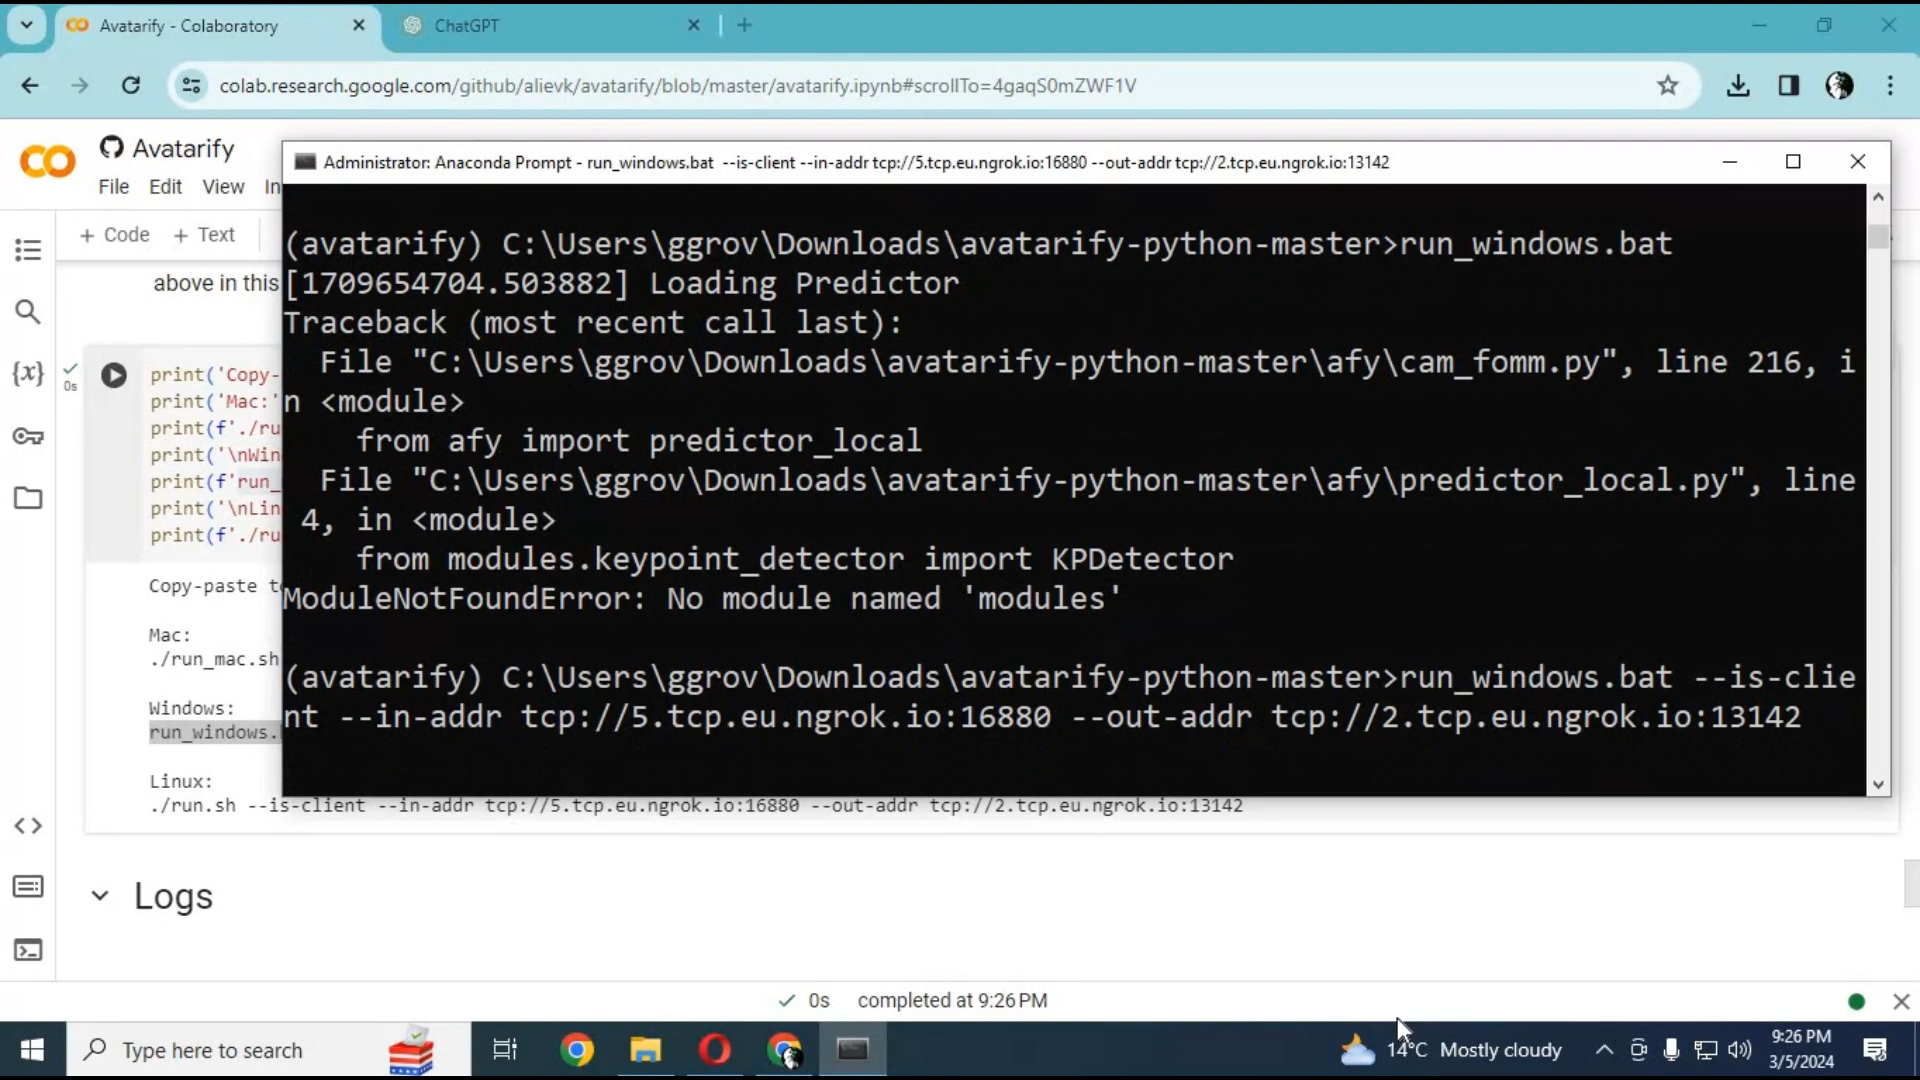 Avatarify - Colaboratory
ChatGPT
colab.research.google.com/github/alievk/avatarify/blob/master/avatarify.ipynb#scrollTo=4gaqS0mZWF1V
Avatarify
File Edit View In
+ Code + Text
above in this
print('Copy-
print('Mac:'
print(f'./ru
print('\nWin
print(f'run_
print('\nLin
print(f'./ru
Copy-paste t
Mac:
./run_mac.sh
Windows:
run_windows.
Linux:
./run.sh --is-client --in-addr tcp://5.tcp.eu.ngrok.io:16880 --out-addr tcp://2.tcp.eu.ngrok.io:13142
Administrator: Anaconda Prompt - run_windows.bat --is-client --in-addr tcp://5.tcp.eu.ngrok.io:16880 --out-addr tcp://2.tcp.eu.ngrok.io:13142
(avatarify) C:\Users\ggrov\Downloads\avatarify-python-master>run_windows.bat
[1709654704.503882] Loading Predictor
Traceback (most recent call last):
File "C:\Users\ggrov\Downloads\avatarify-python-master\afy\cam_fomm.py", line 216, i
n <module>
from afy import predictor_local
File "C:\Users\ggrov\Downloads\avatarify-python-master\afy\predictor_local.py", line
4, in <module>
from modules.keypoint_detector import KPDetector
ModuleNotFoundError: No module named 'modules'
(avatarify) C:\Users\ggrov\Downloads\avatarify-python-master>run_windows.bat --is-clie
nt --in-addr tcp://5.tcp.eu.ngrok.io:16880 --out-addr tcp://2.tcp.eu.ngrok.io:13142
Logs
0s completed at 9:26 PM
Type here to search
14°C Mostly cloudy
9:26 PM
3/5/2024
{x}
0s